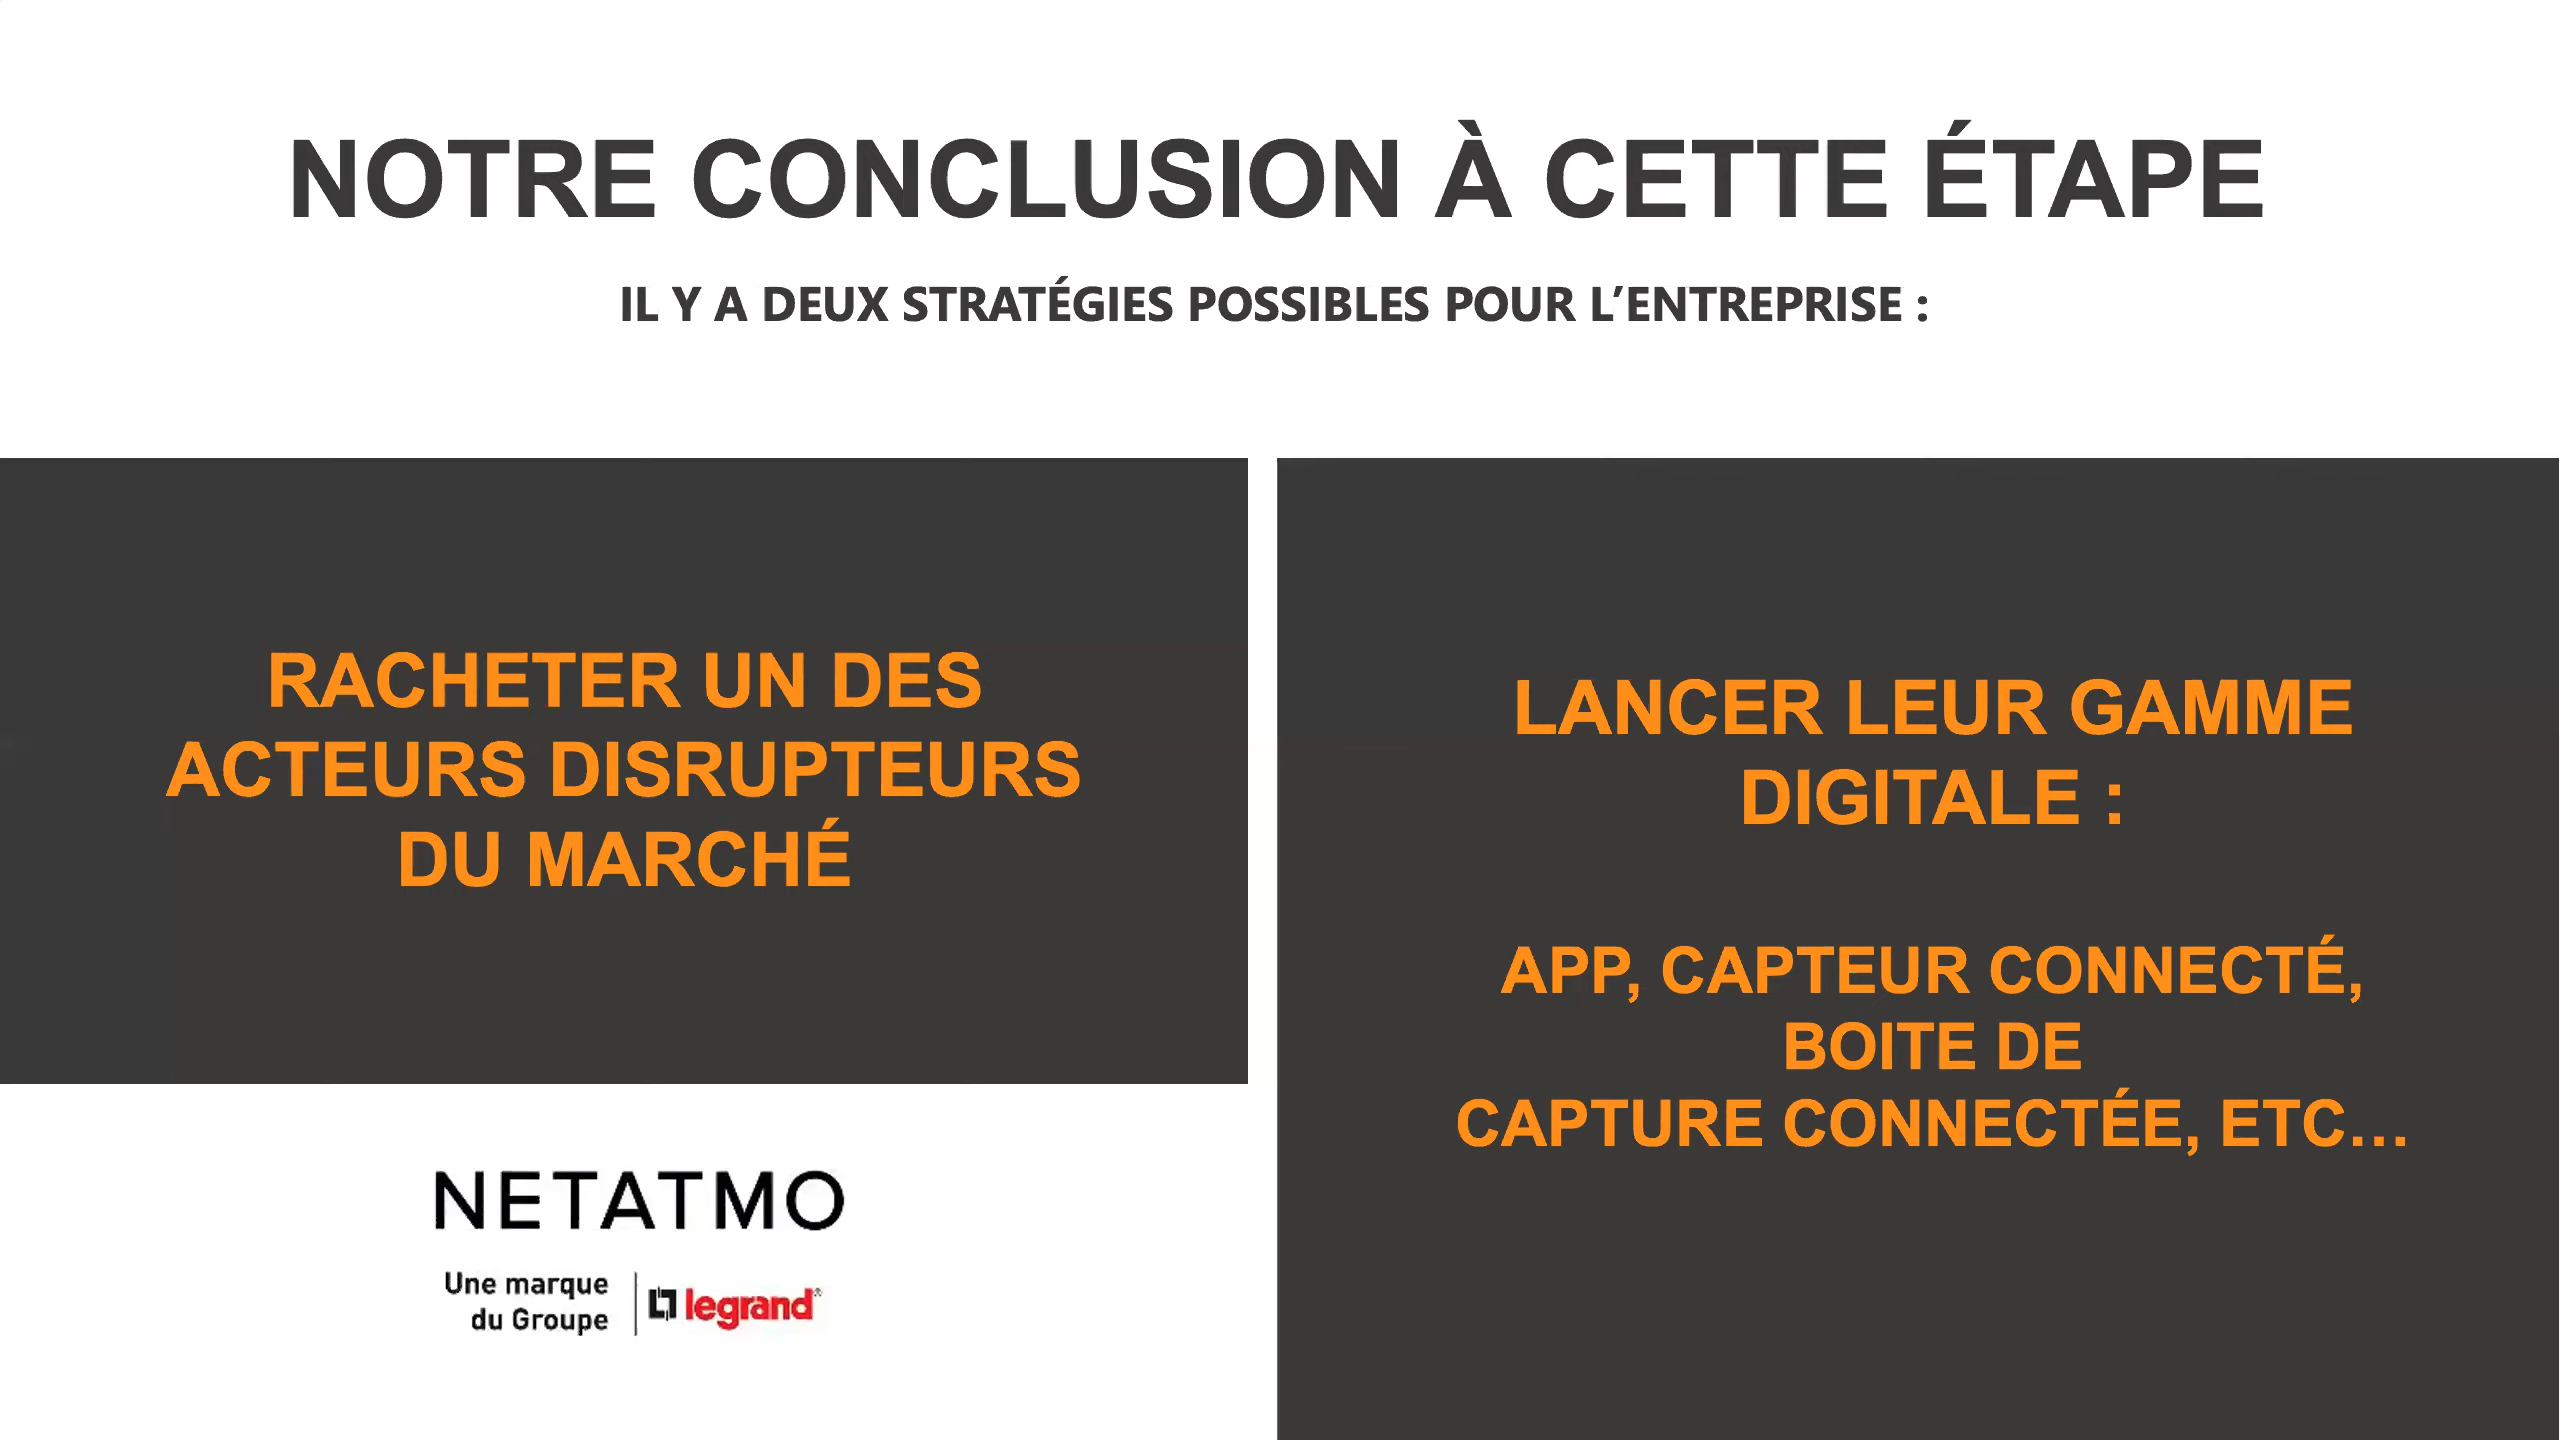 NOTRE CONCLUSION À CETTE ÉTAPE
IL Y A DEUX STRATÉGIES POSSIBLES POUR L’ENTREPRISE :
RACHETER UN DES
ACTEURS DISRUPTEURS
DU MARCHÉ
NETATMO
Une marque
du Groupe
legrand®
LANCER LEUR GAMME
DIGITALE :
APP, CAPTEUR CONNECTÉ,
BOITE DE
CAPTURE CONNECTÉE, ETC…